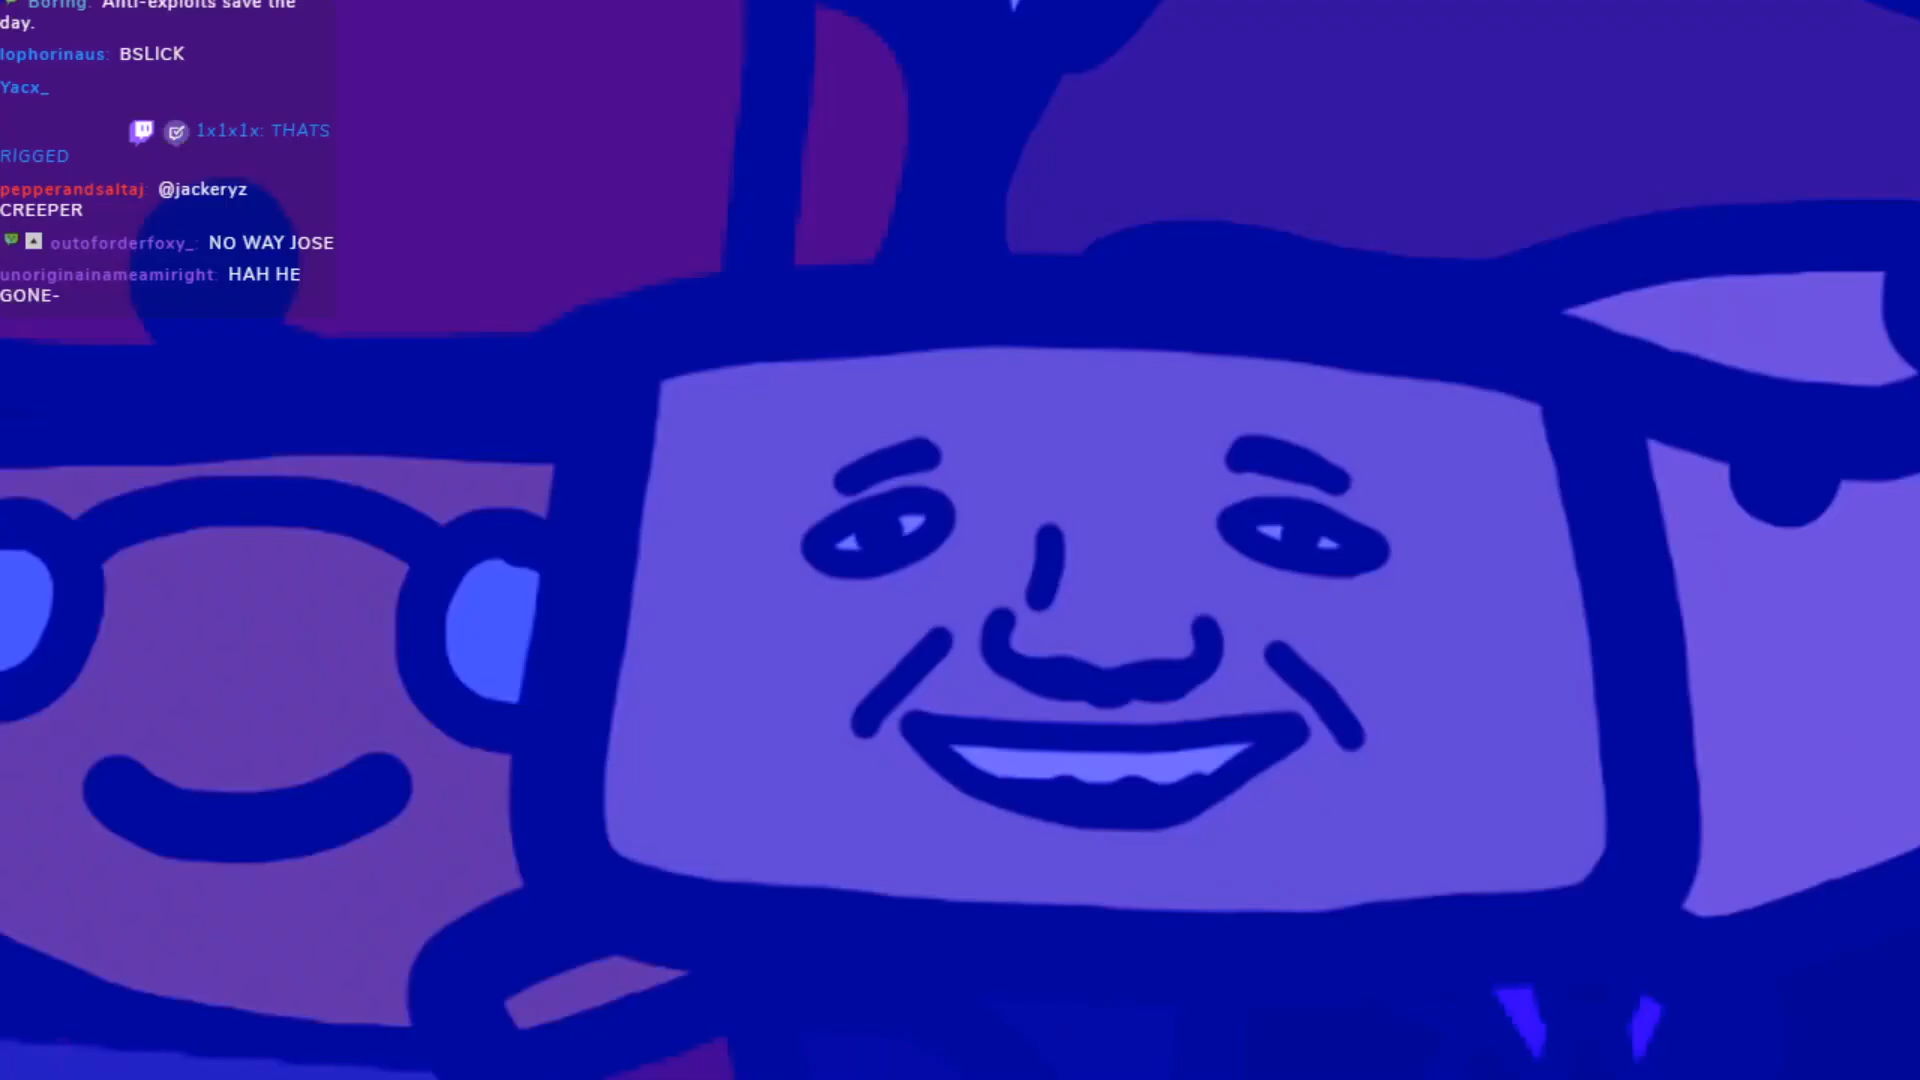 Boring: Anti-exploits save the
day.
lophorinaus: BSLICK
Yacx_
1x1x1x: THATS
RIGGED
pepperandsaltaj: @jackeryz
CREEPER
outoforderfoxy_: NO WAY JOSE
unoriginainameamiright: HAH HE
GONE-